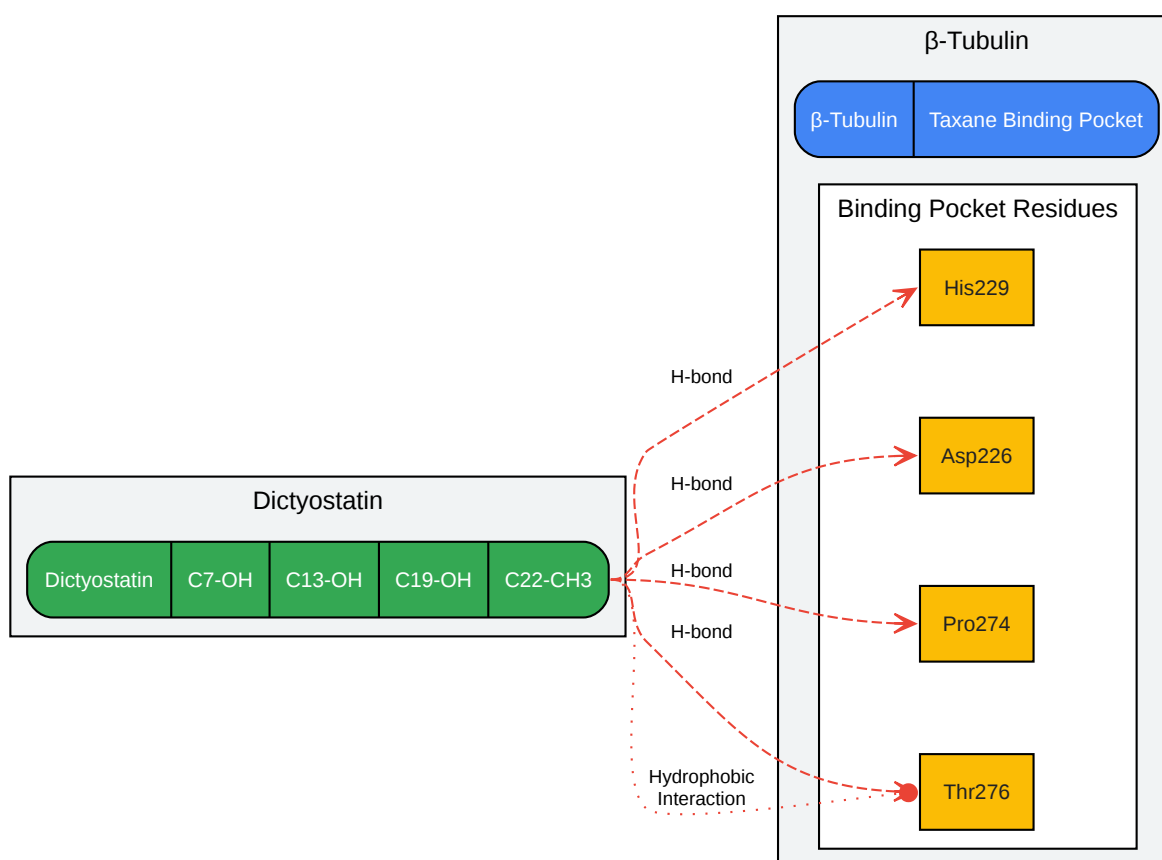 β-Tubulin
β-Tubulin
Taxane Binding Pocket
Binding Pocket Residues
His229
H-bond
Asp226
H-bond
Dictyostatin
Dictyostatin
C7-OH
C13-OH
C19-OH
C22-CH3
H-bond
Pro274
H-bond
Hydrophobic
Interaction
Thr276